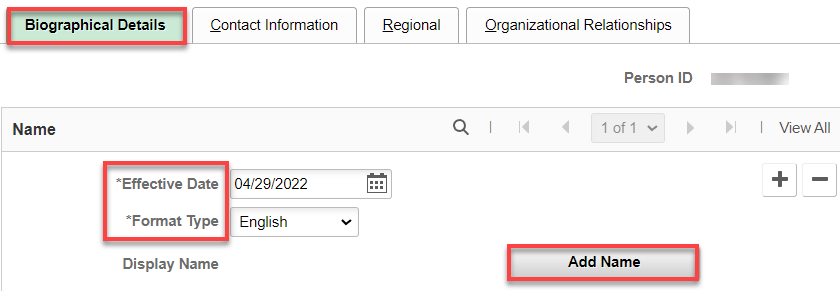 Biographical Details Contact Information Regional Organizational Relationships
Person ID
Name 1 of 1 View All
*Effective Date 04/29/2022
*Format Type English
Display Name Add Name